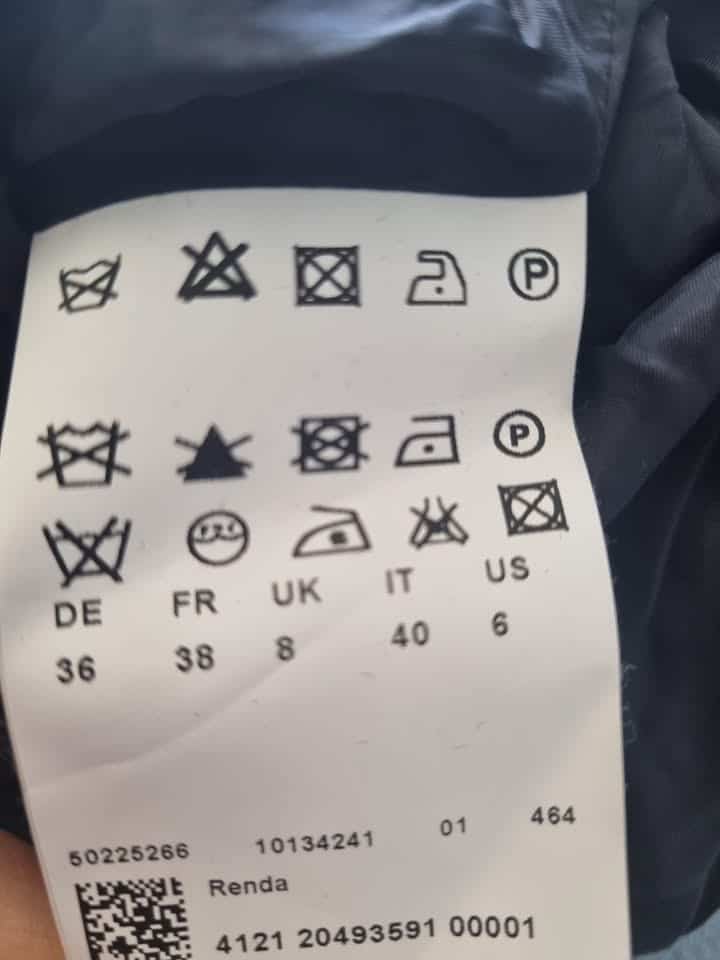 P
P
DE FR UK IT US
36 38 8 40 6
50225266 10134241 01 464
Renda
4121 20493591 00001